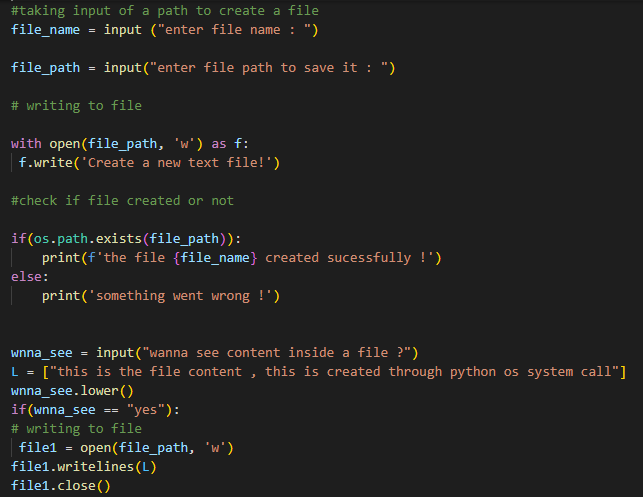 #taking input of a path to create a file
file_name = input ("enter file name : ")
file_path = input("enter file path to save it : ")
# writing to file
with open(file_path, 'w') as f:
 f.write('Create a new text file!')
#check if file created or not
if(os.path.exists(file_path)):
    print(f'the file {file_name} created sucessfully !')
else:
    print('something went wrong !')
wnna_see = input("wanna see content inside a file ?")
L = ["this is the file content , this is created through python os system call"]
wnna_see.lower()
if(wnna_see == "yes"):
# writing to file
 file1 = open(file_path, 'w')
file1.writelines(L)
file1.close()